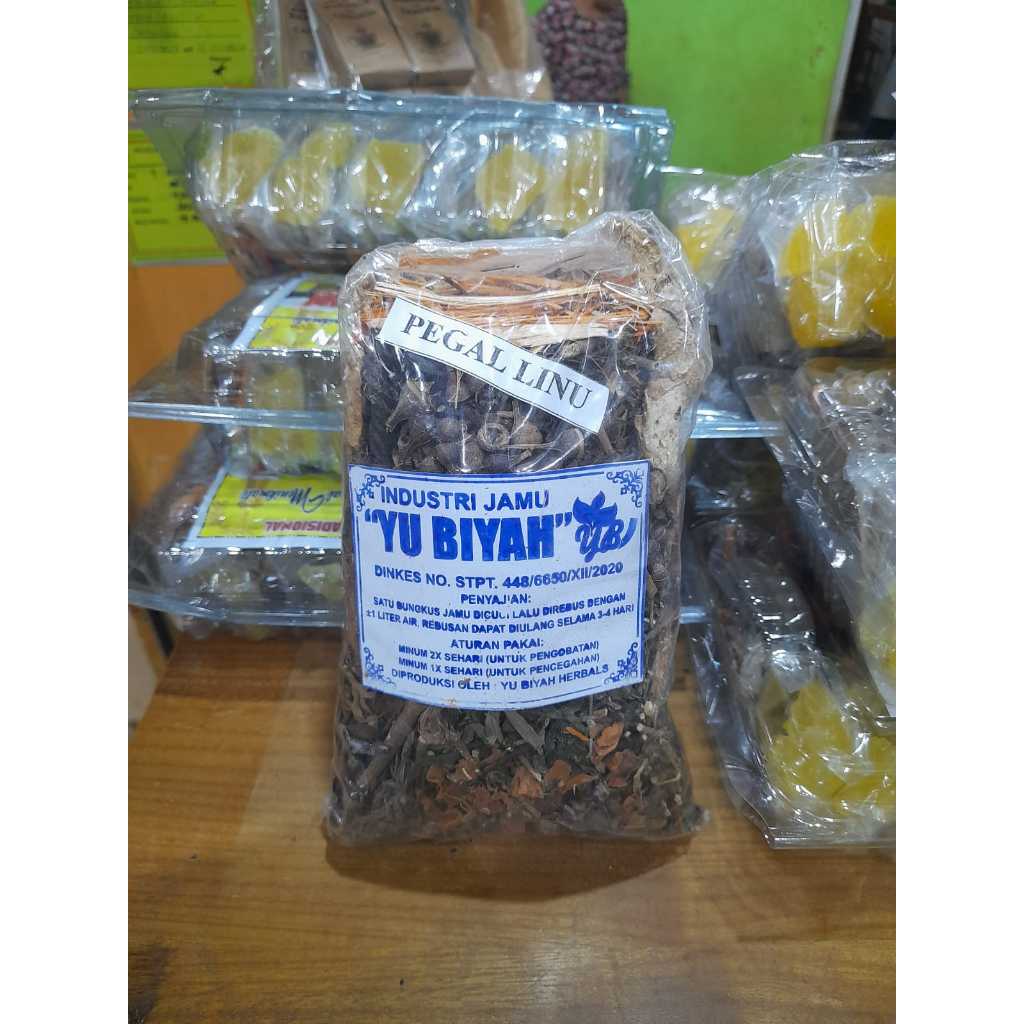 PEGAL LINU
INDUSTRI JAMU
"YU BIYAH" YB
DINKES NO. STPT. 448/6650/XII/2020
PENYAJIAN:
SATU BUNGKUS JAMU DICUCI LALU DIREBUS DENGAN
±1 LITER AIR, REBUSAN DAPAT DIULANG SELAMA 3-4 HARI
ATURAN PAKAI:
MINUM 2X SEHARI (UNTUK PENGOBATAN)
MINUM 1X SEHARI (UNTUK PENCEGAHAN)
DIPRODUKSI OLEH : YU BIYAH HERBALS